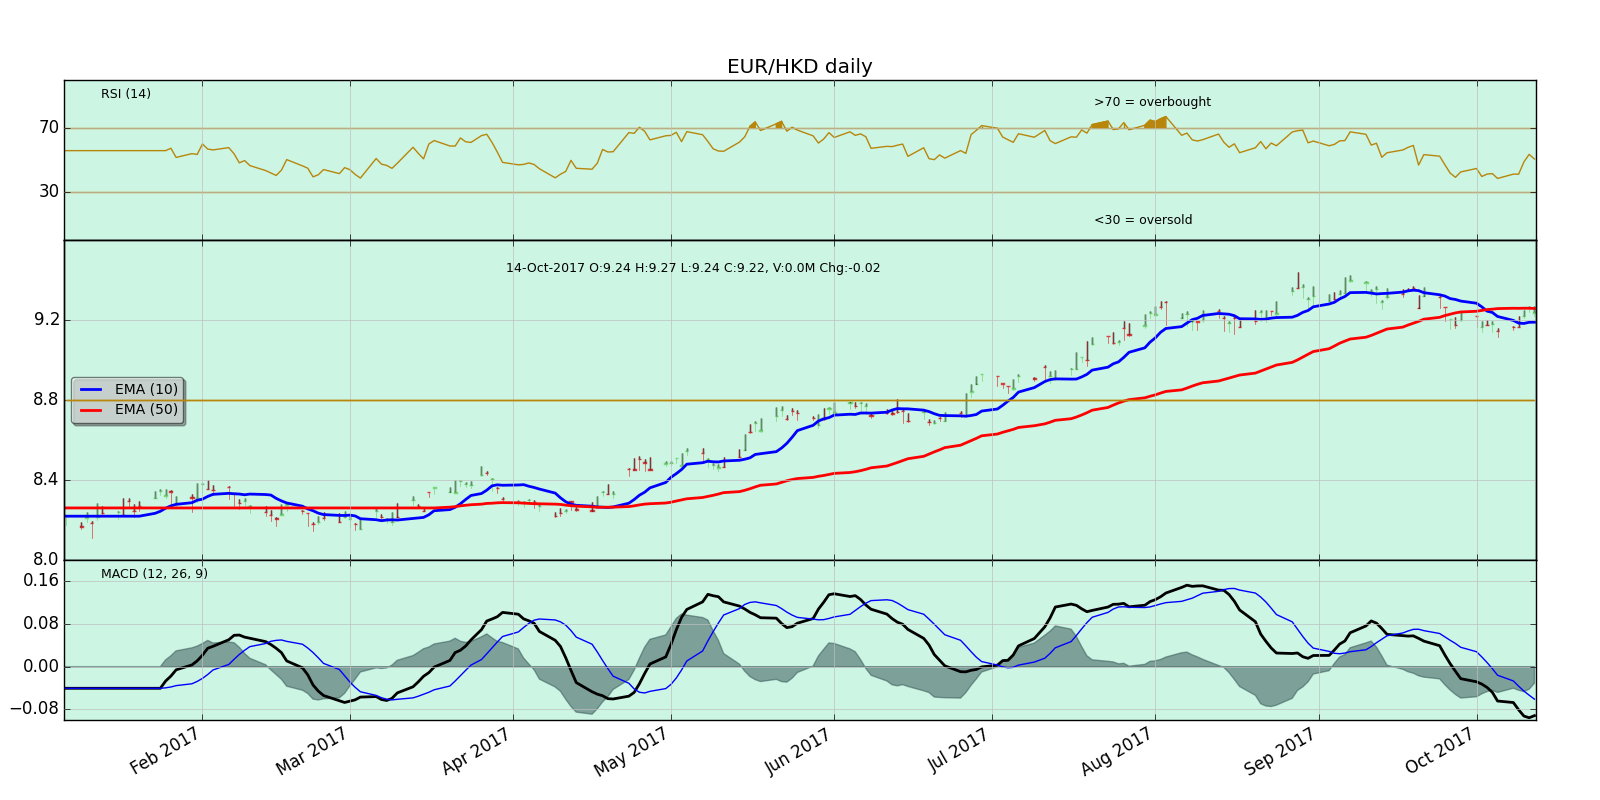 EUR/HKD daily
RSI (14)
>70 = overbought
70
30
<30 = oversold
14-Oct-2017 O:9.24 H:9.27 L:9.24 C:9.22, V:0.0M Chg:-0.02
9.2
8.8
8.4
8.0
EMA (10)
EMA (50)
MACD (12, 26, 9)
0.16
0.08
0.00
−0.08
Feb 2017
Mar 2017
Apr 2017
May 2017
Jun 2017
Jul 2017
Aug 2017
Sep 2017
Oct 2017